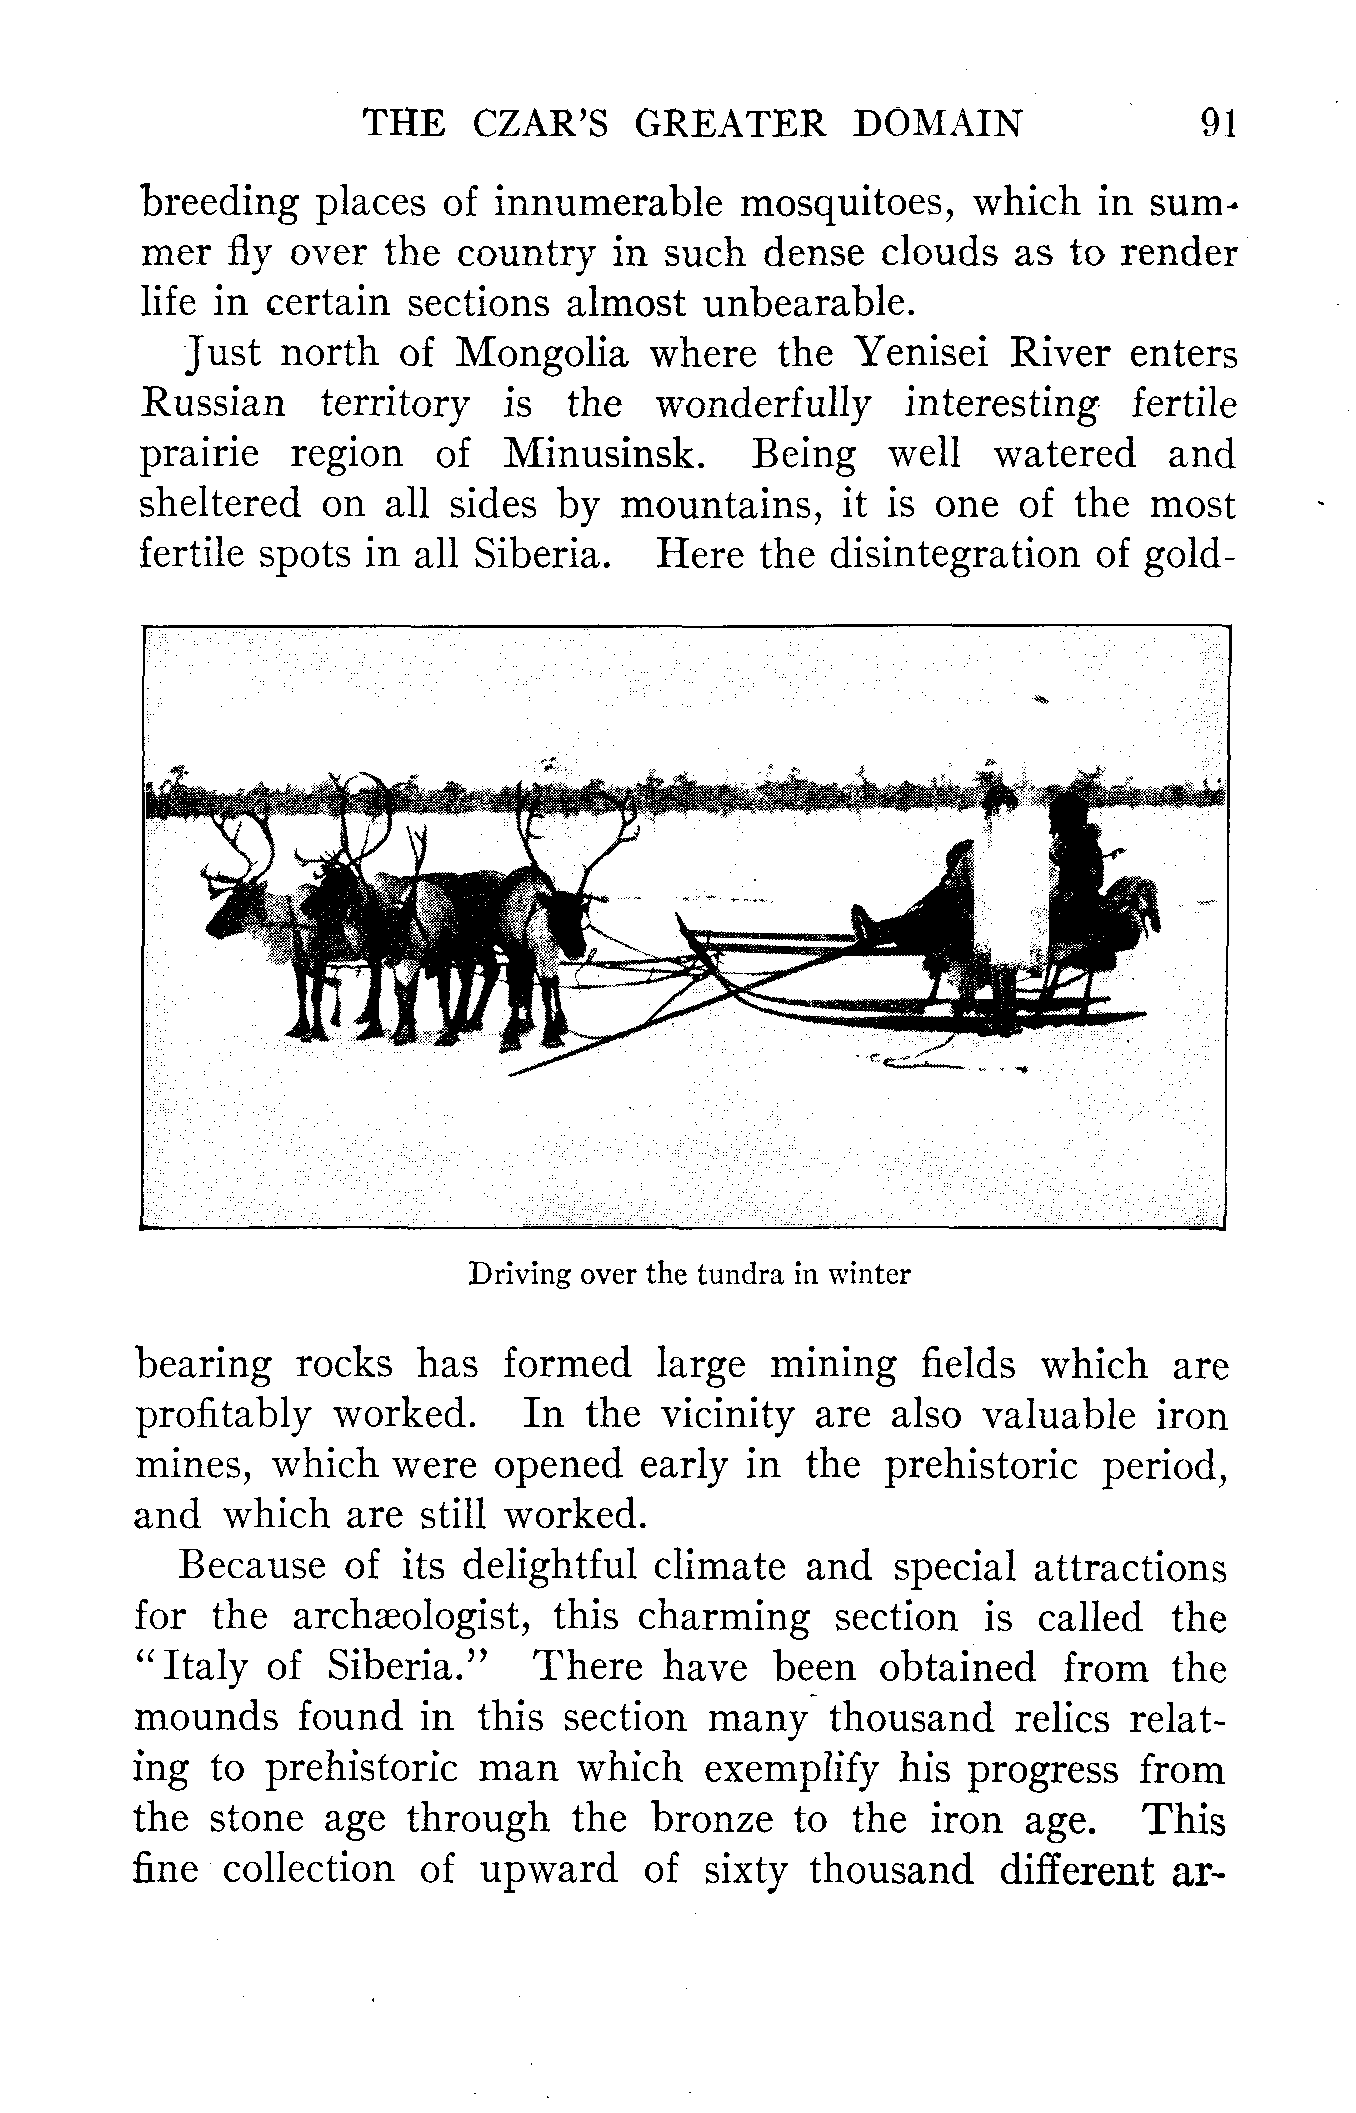 THE CZAR'S GREATER DOMAIN 91
breeding places of innumerable mosquitoes, which in sum-
mer fly over the country in such dense clouds as to render
life in certain sections almost unbearable.
Just north of Mongolia where the Yenisei River enters
Russian territory is the wonderfully interesting fertile
prairie region of Minusinsk. Being well watered and
sheltered on all sides by mountains, it is one of the most
fertile spots in all Siberia. Here the disintegration of gold-
Driving over the tundra in winter
bearing rocks has formed large mining fields which are
profitably worked. In the vicinity are also valuable iron
mines, which were opened early in the prehistoric period,
and which are still worked.
Because of its delightful climate and special attractions
for the archæologist, this charming section is called the
"Italy of Siberia." There have been obtained from the
mounds found in this section many thousand relics relat-
ing to prehistoric man which exemplify his progress from
the stone age through the bronze to the iron age. This
fine collection of upward of sixty thousand different ar-